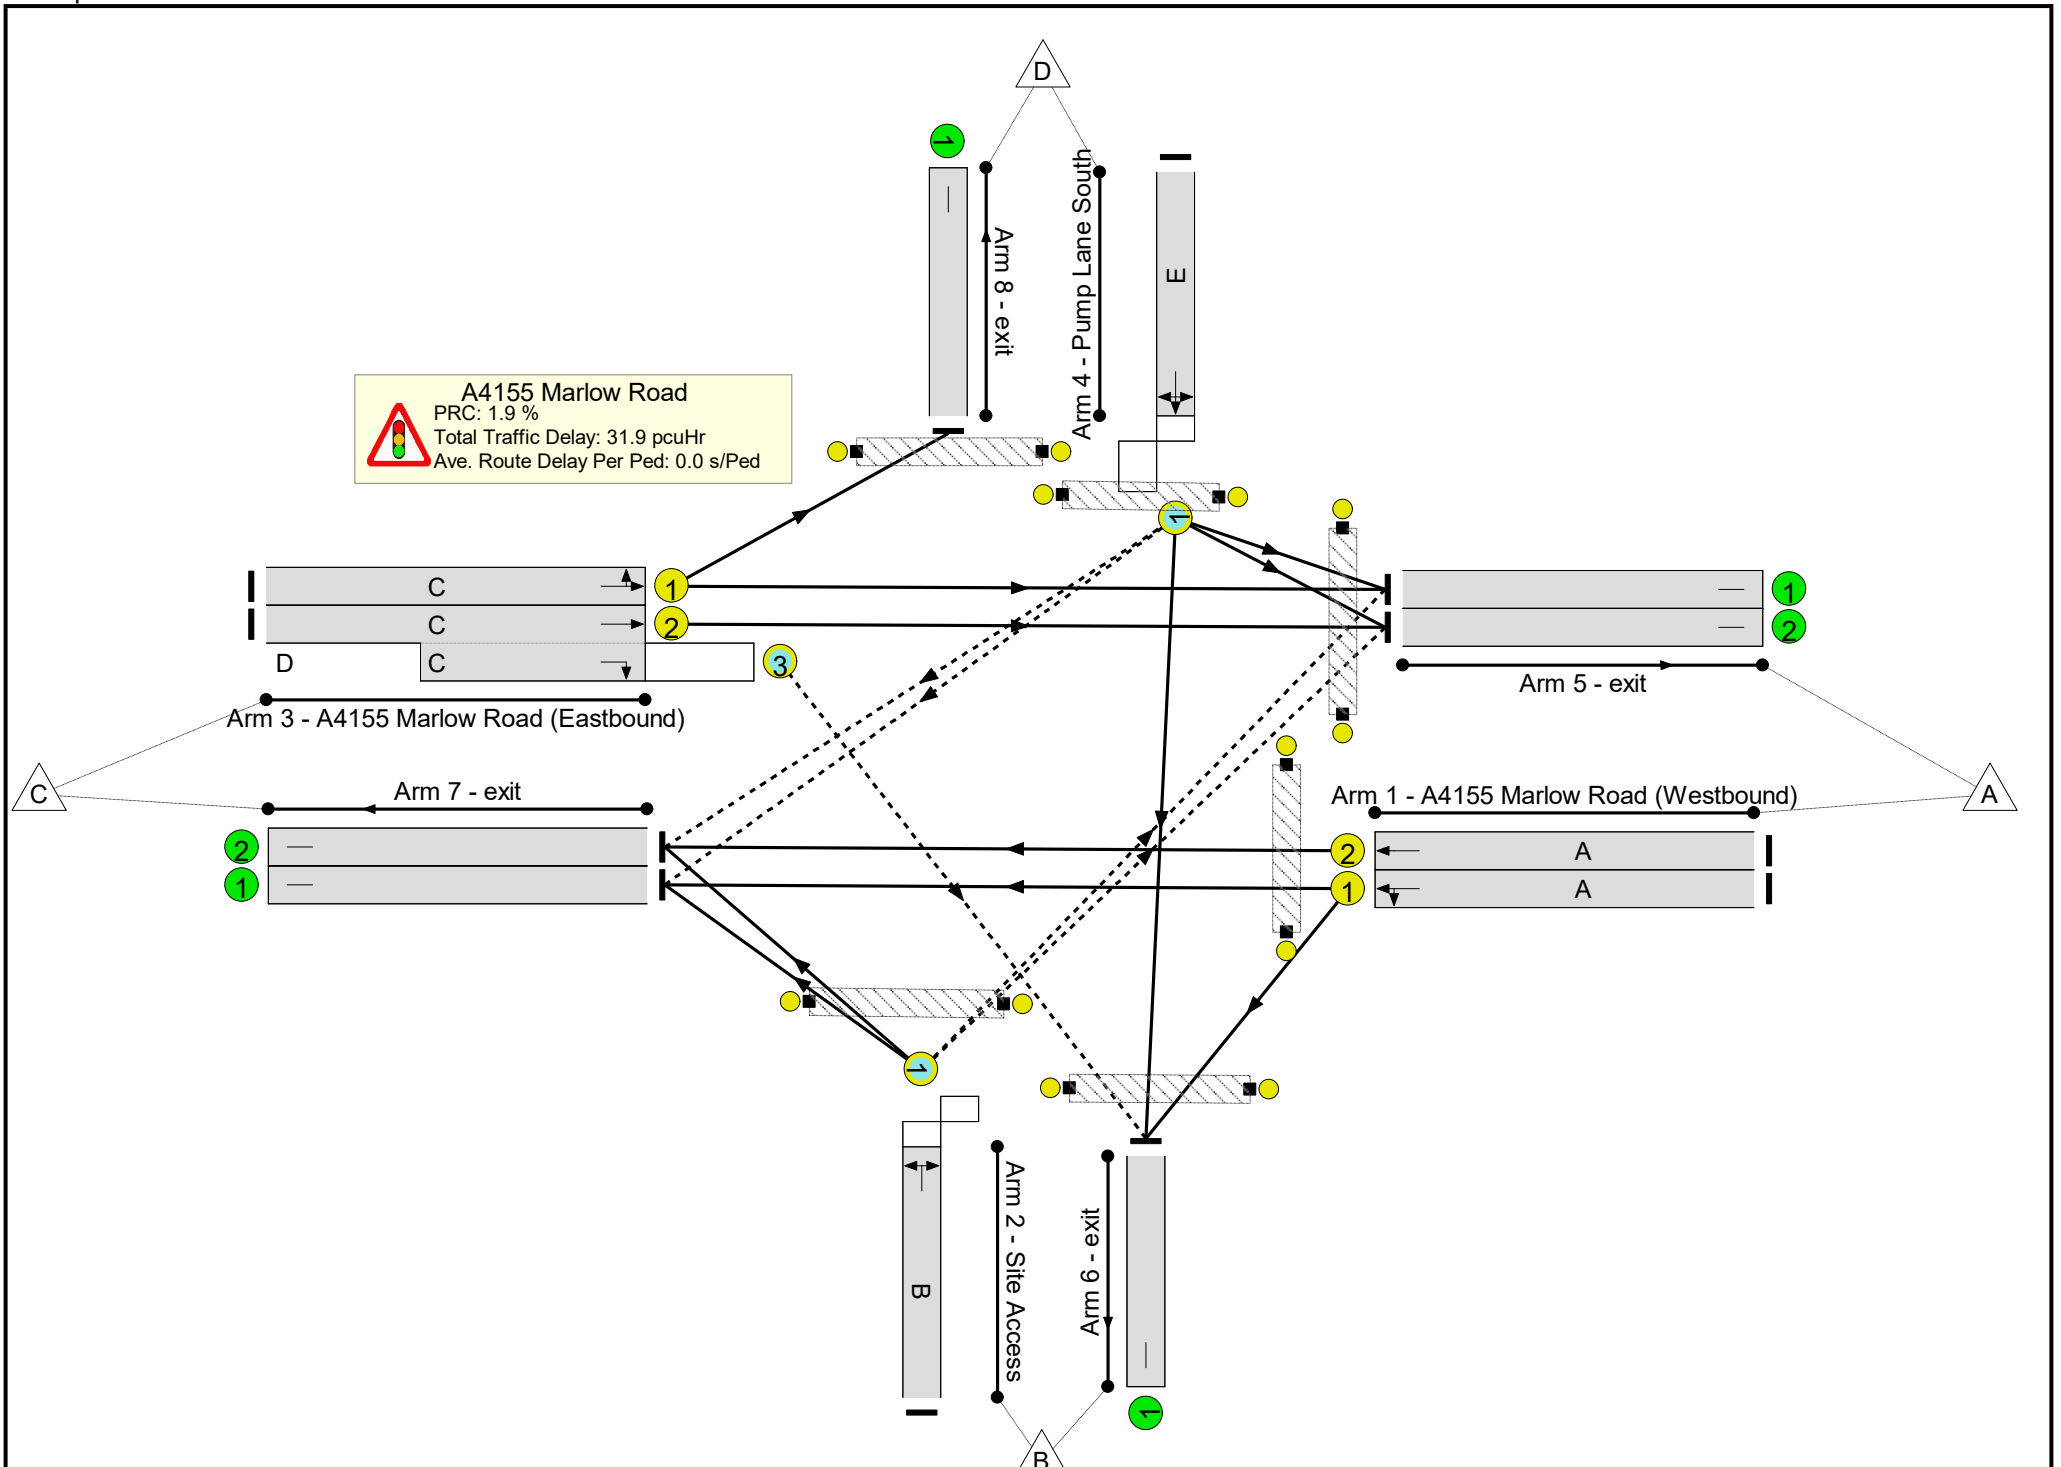 D
1
Arm 8 - exit
Arm 4 - Pump Lane South
E
A4155 Marlow Road
PRC: 1.9 %
Total Traffic Delay: 31.9 pcuHr
Ave. Route Delay Per Ped: 0.0 s/Ped
1
C
1
1
C
2
2
D
C
3
Arm 5 - exit
Arm 3 - A4155 Marlow Road (Eastbound)
C
Arm 7 - exit
Arm 1 - A4155 Marlow Road (Westbound)
A
2
2
A
1
1
A
1
Arm 2 - Site Access
Arm 6 - exit
B
1
B